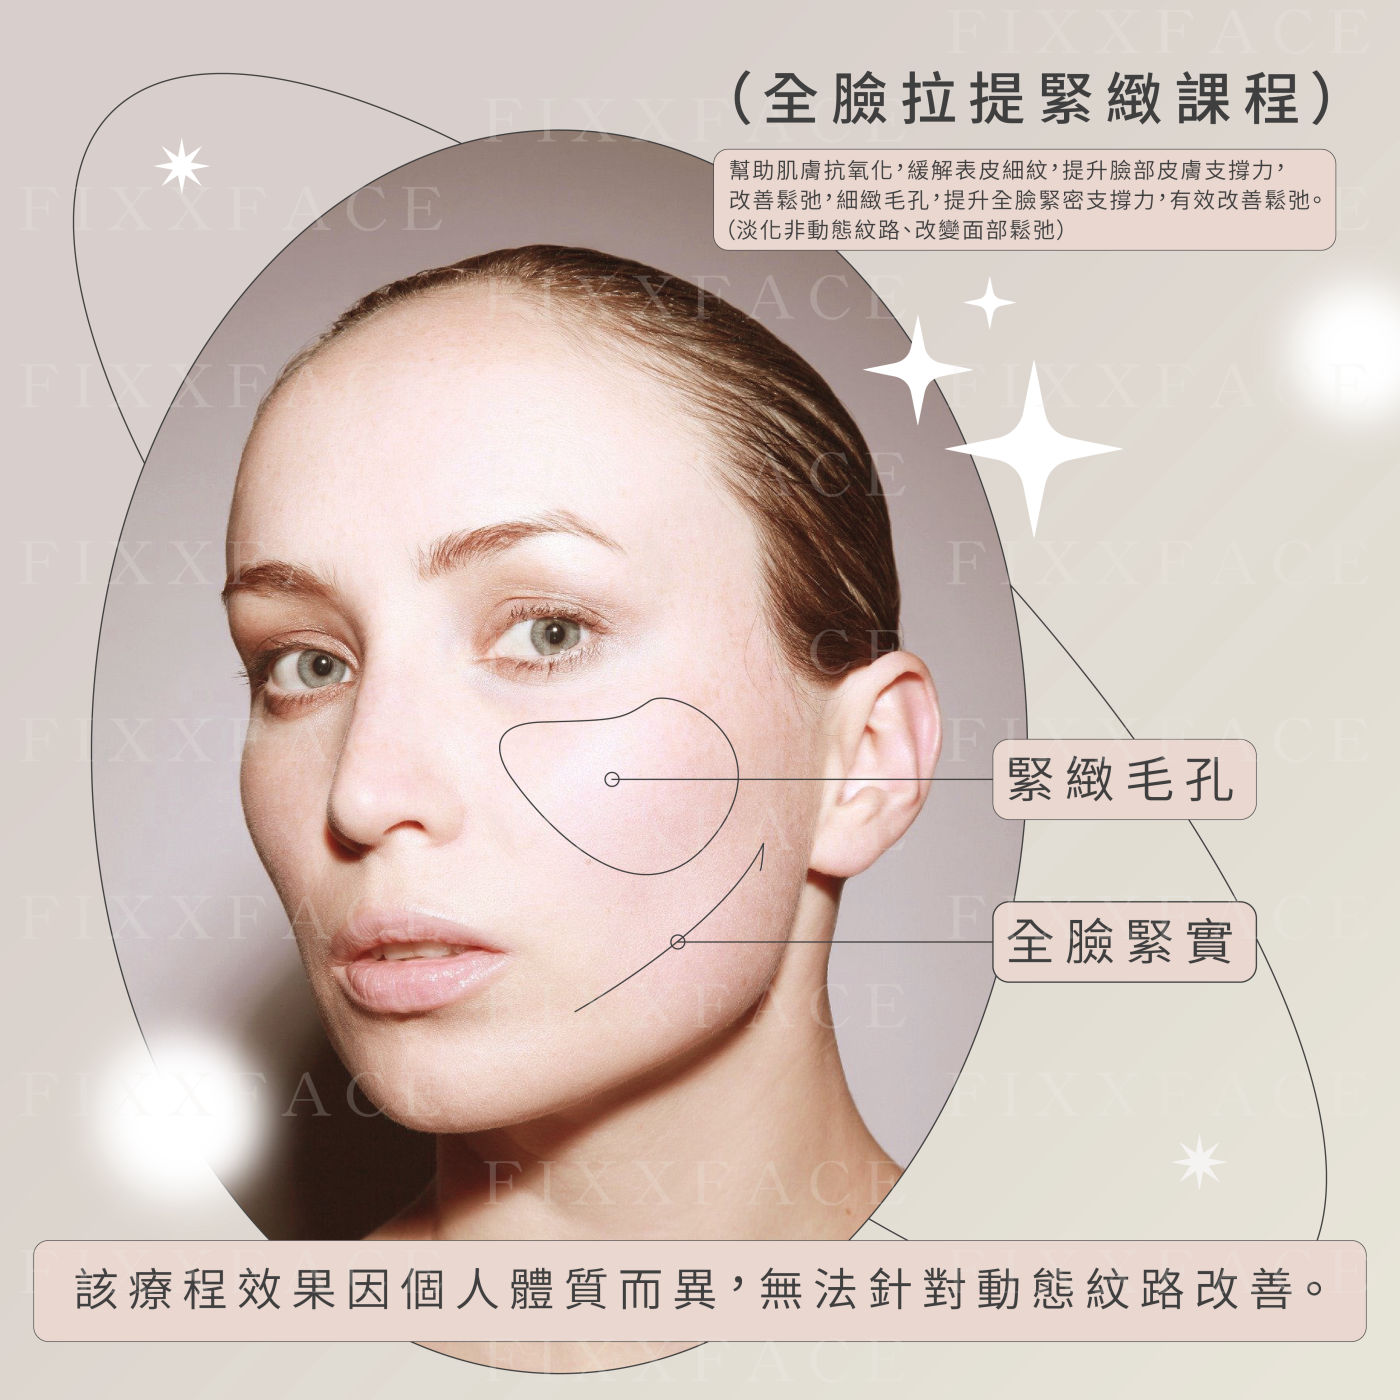 （全臉拉提緊緻課程）
幫助肌膚抗氧化，緩解表皮細紋，提升臉部皮膚支撐力，
改善鬆弛，細緻毛孔，提升全臉緊密支撐力，有效改善鬆弛。
（淡化非動態紋路、改變面部鬆弛）
緊緻毛孔
全臉緊實
該療程效果因個人體質而異，無法針對動態紋路改善。
FIXXFACE